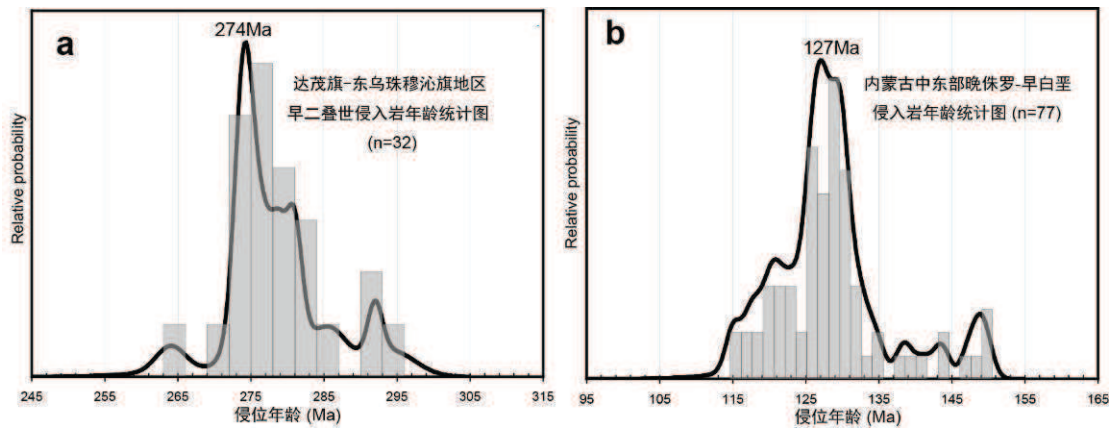 a
274Ma
达茂旗-东乌珠穆沁旗地区
早二叠世侵入岩年龄统计图
(n=32)
Relative probability
245 265 275 285 295 315
侵位年龄 (Ma)
b
127Ma
内蒙古中东部晚侏罗-早白垩
侵入岩年龄统计图 (n=77)
Relative probability
95 105 115 125 135 145 155 165
侵位年龄 (Ma)